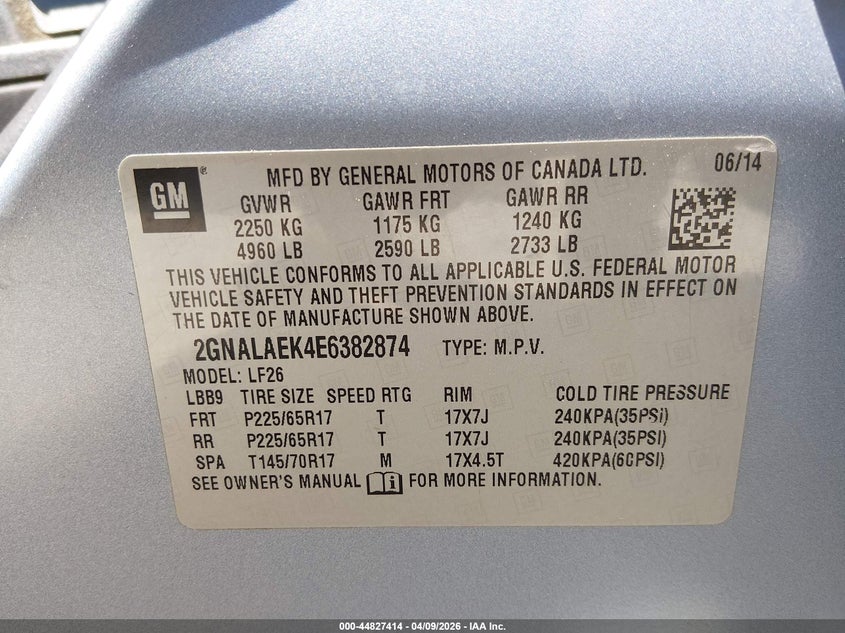 GM
MFD BY GENERAL MOTORS OF CANADA LTD. 06/14
GVWR GAWR FRT GAWR RR
2250 KG 1175 KG 1240 KG
4960 LB 2590 LB 2733 LB
THIS VEHICLE CONFORMS TO ALL APPLICABLE U.S. FEDERAL MOTOR
VEHICLE SAFETY AND THEFT PREVENTION STANDARDS IN EFFECT ON
THE DATE OF MANUFACTURE SHOWN ABOVE.
2GNALAEK4E6382874 TYPE: M.P.V.
MODEL: LF26
LBB9 TIRE SIZE SPEED RTG RIM COLD TIRE PRESSURE
FRT P225/65R17 T 17X7J 240KPA(35PSI)
RR P225/65R17 T 17X7J 240KPA(35PSI)
SPA T145/70R17 M 17X4.5T 420KPA(60PSI)
SEE OWNER'S MANUAL i FOR MORE INFORMATION.
000-44827414 - 04/09/2026 - IAA Inc.